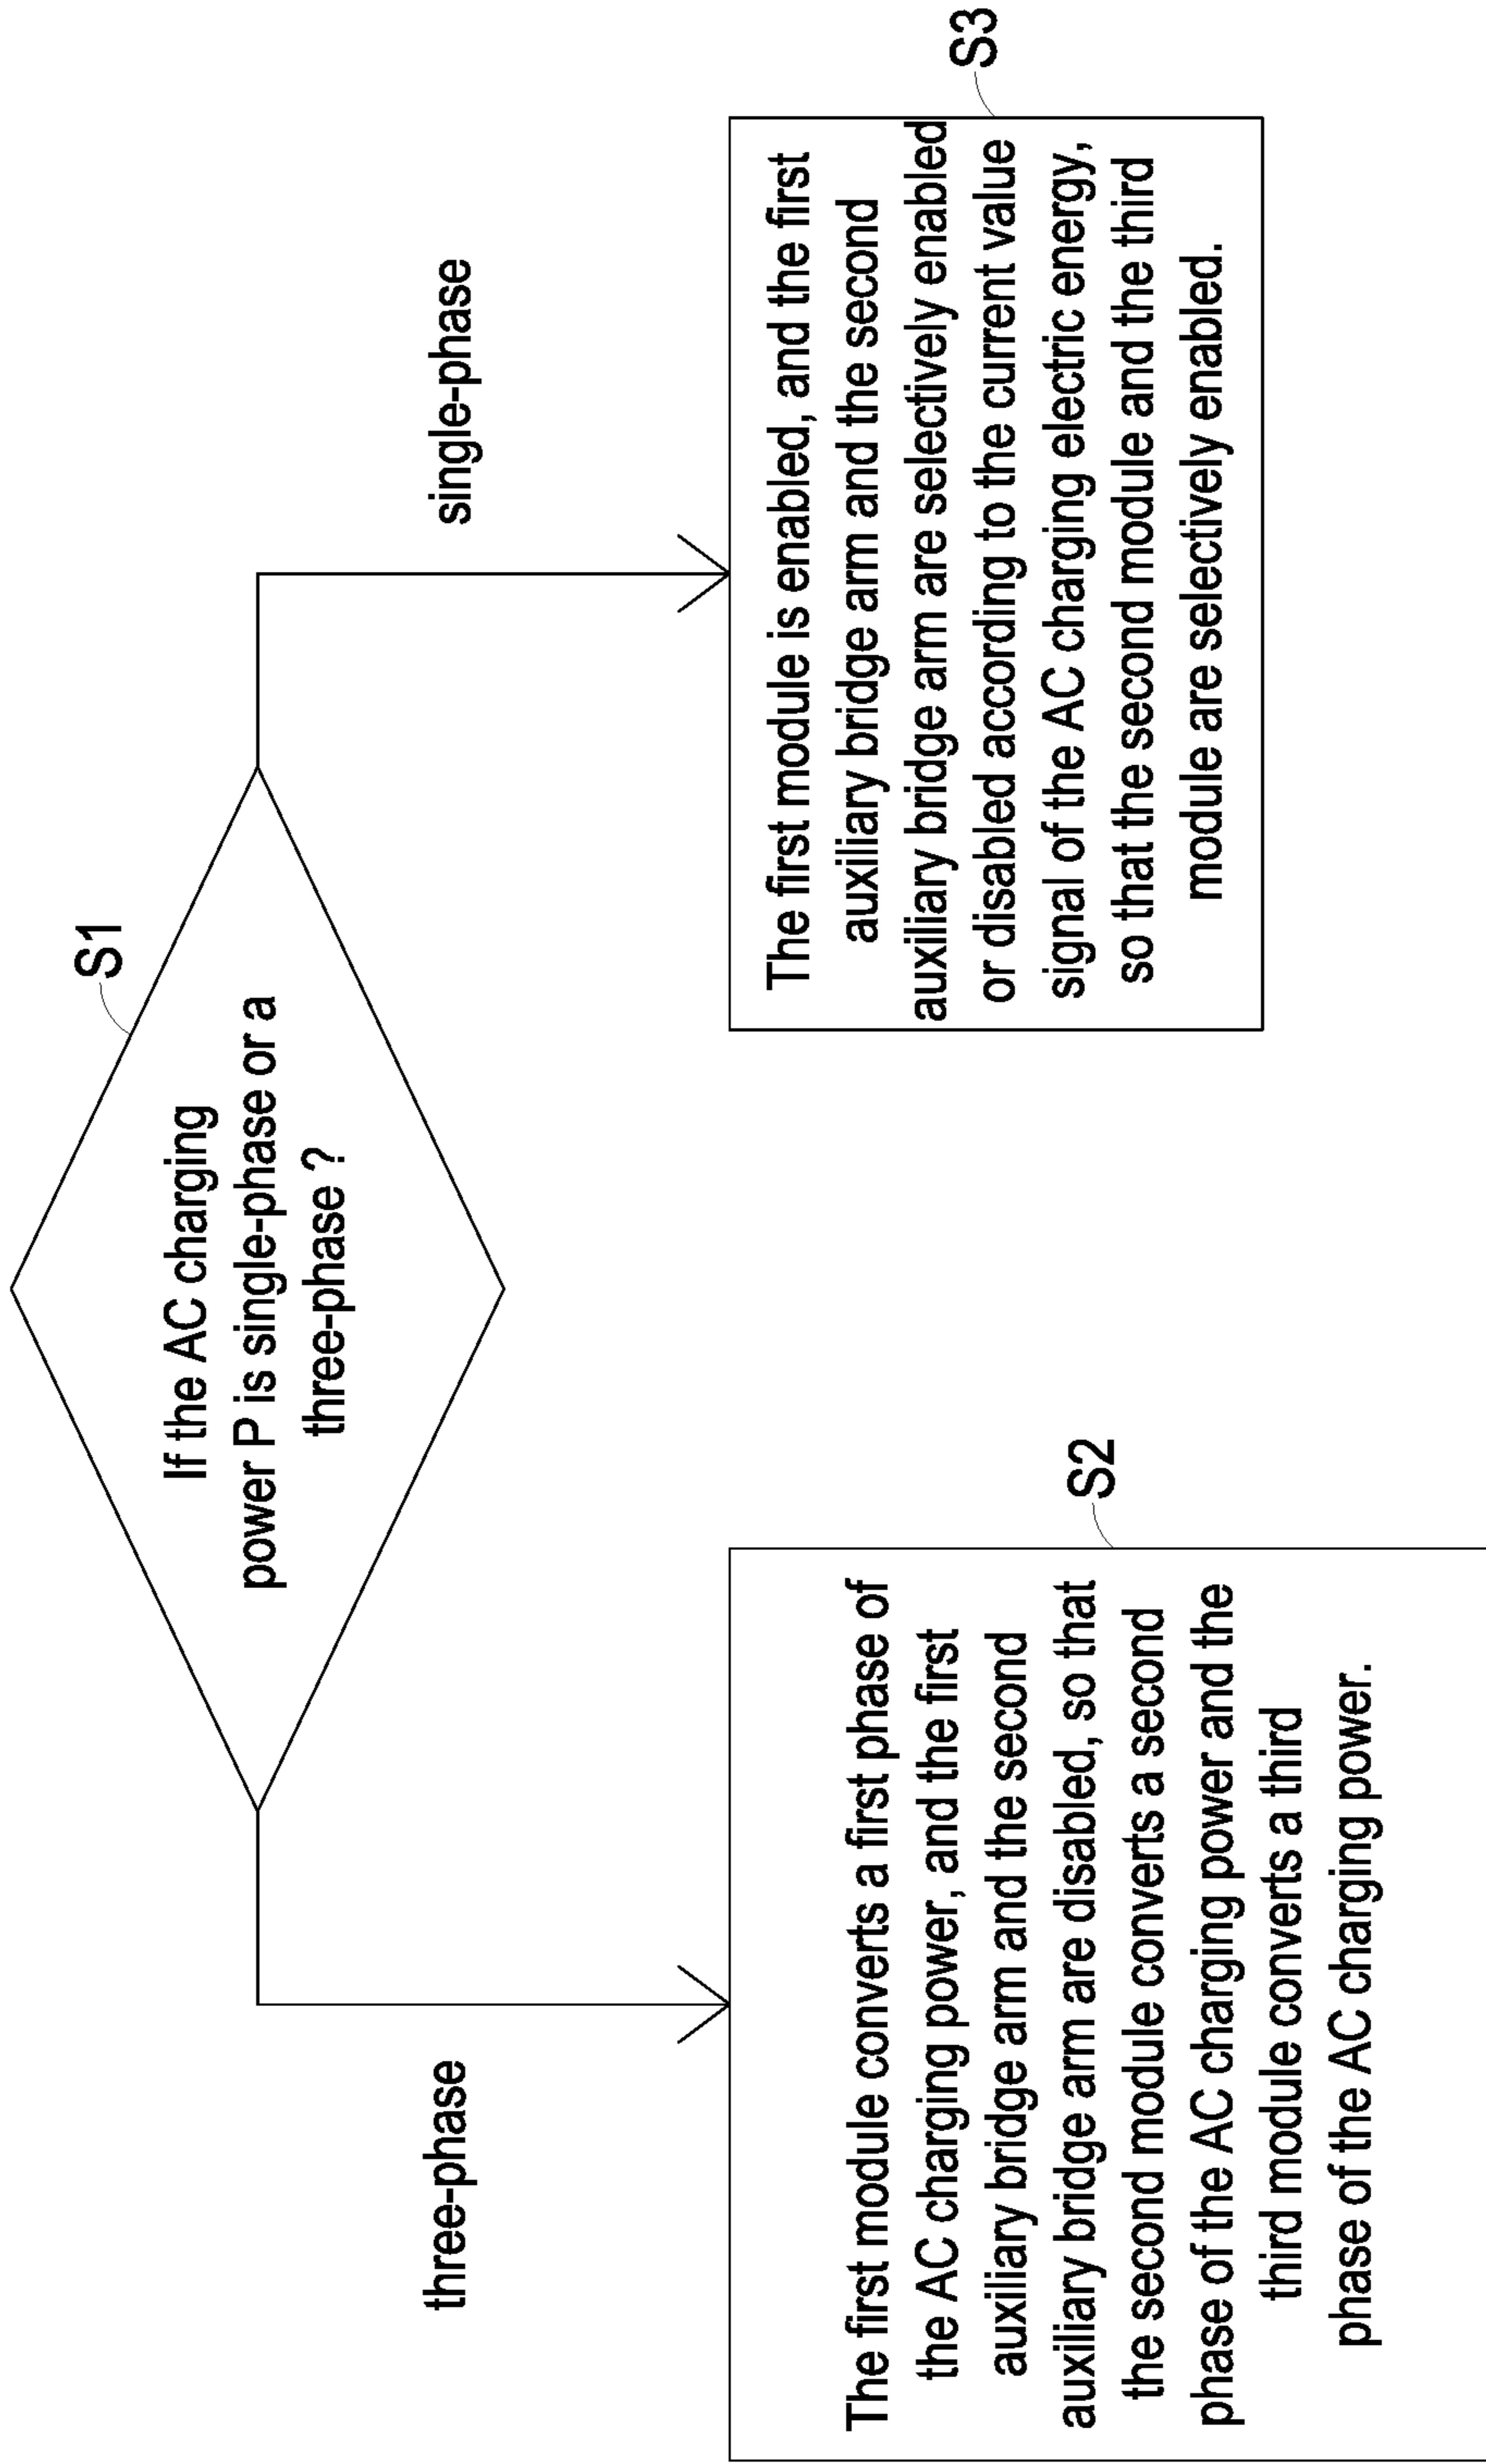 S1
If the AC charging
power P is single-phase or a
three-phase ?
three-phase
single-phase
S2
The first module converts a first phase of
the AC charging power, and the first
auxiliary bridge arm and the second
auxiliary bridge arm are disabled, so that
the second module converts a second
phase of the AC charging power and the
third module converts a third
phase of the AC charging power.
S3
The first module is enabled, and the first
auxiliary bridge arm and the second
auxiliary bridge arm are selectively enabled
or disabled according to the current value
signal of the AC charging electric energy,
so that the second module and the third
module are selectively enabled.